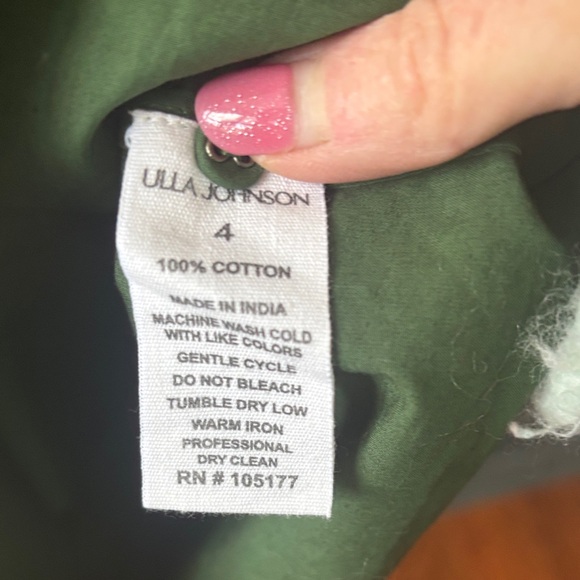 ULLA JOHNSON
4
100% COTTON
MADE IN INDIA
MACHINE WASH COLD
WITH LIKE COLORS
GENTLE CYCLE
DO NOT BLEACH
TUMBLE DRY LOW
WARM IRON
PROFESSIONAL
DRY CLEAN
RN # 105177